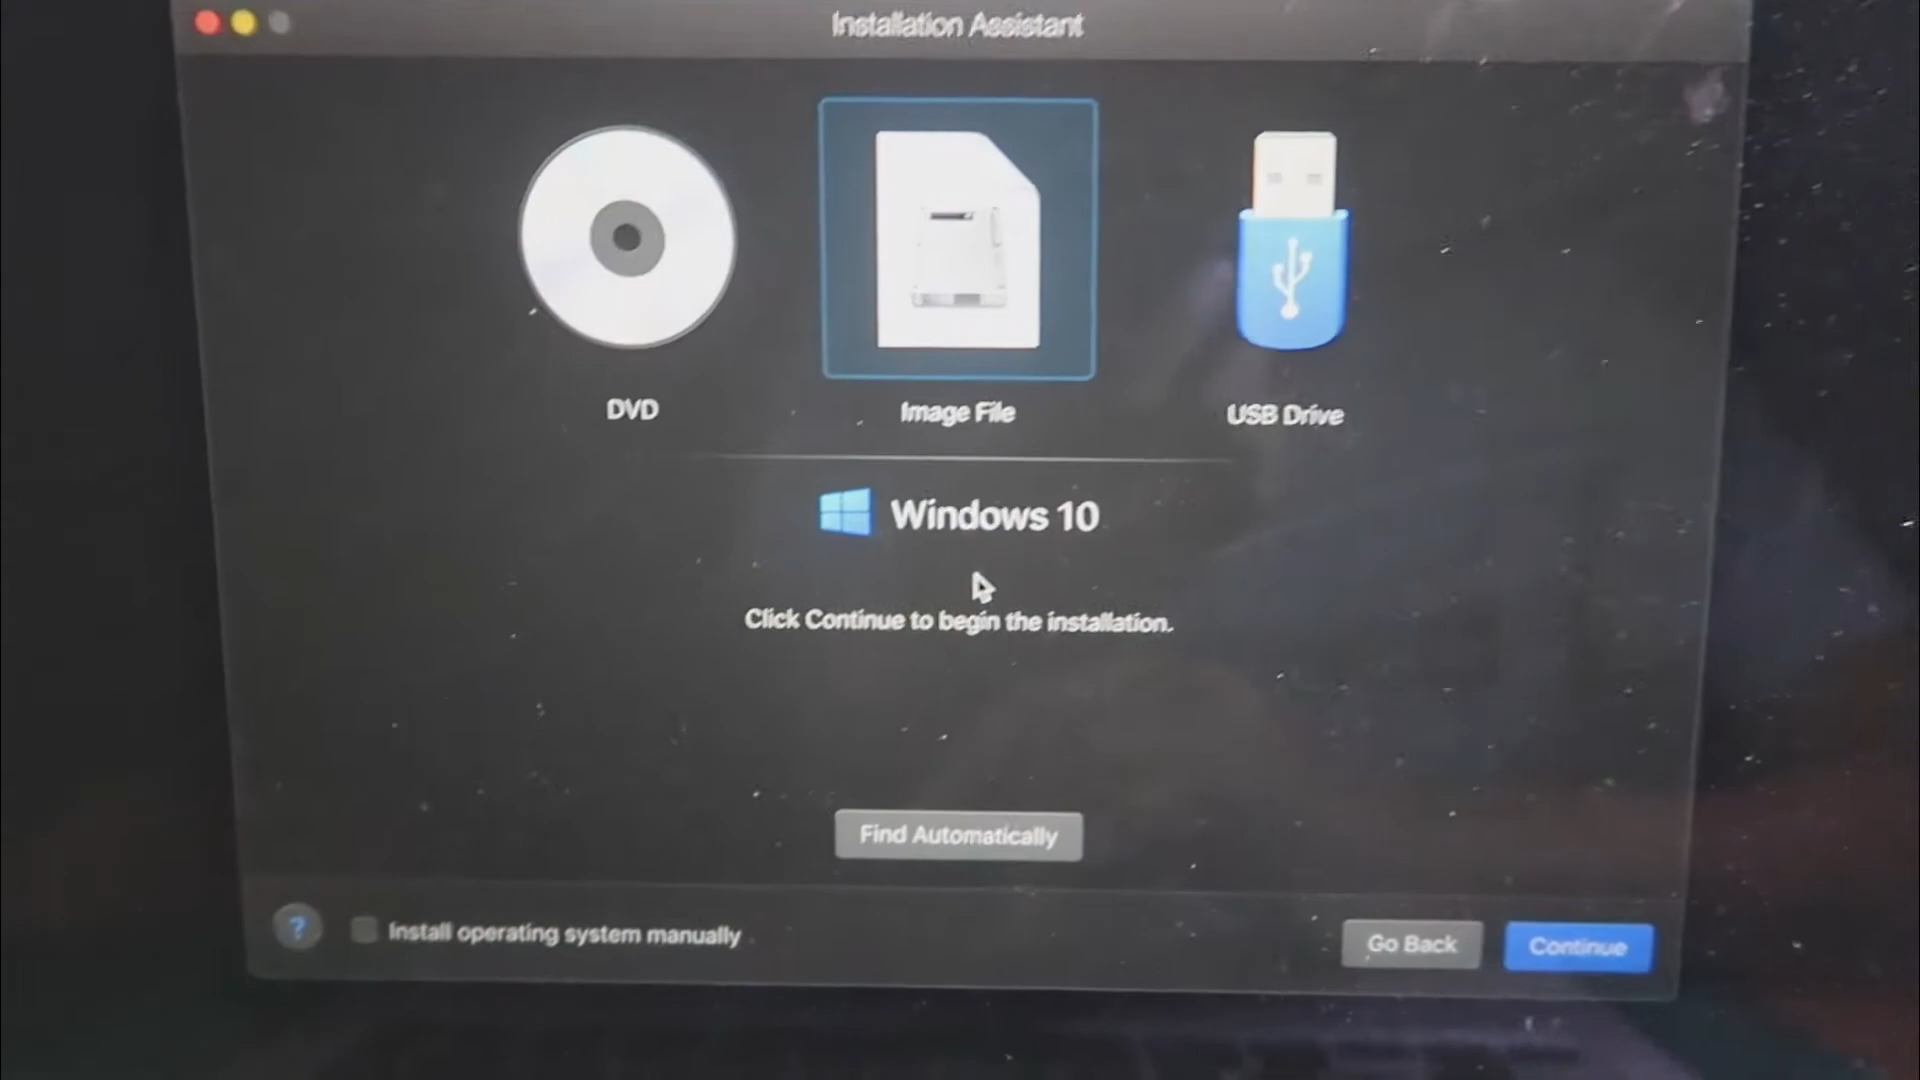 Installation Assistant
DVD
Image File
USB Drive
Windows 10
Click Continue to begin the installation.
Find Automatically
?
Install operating system manually
Go Back
Continue